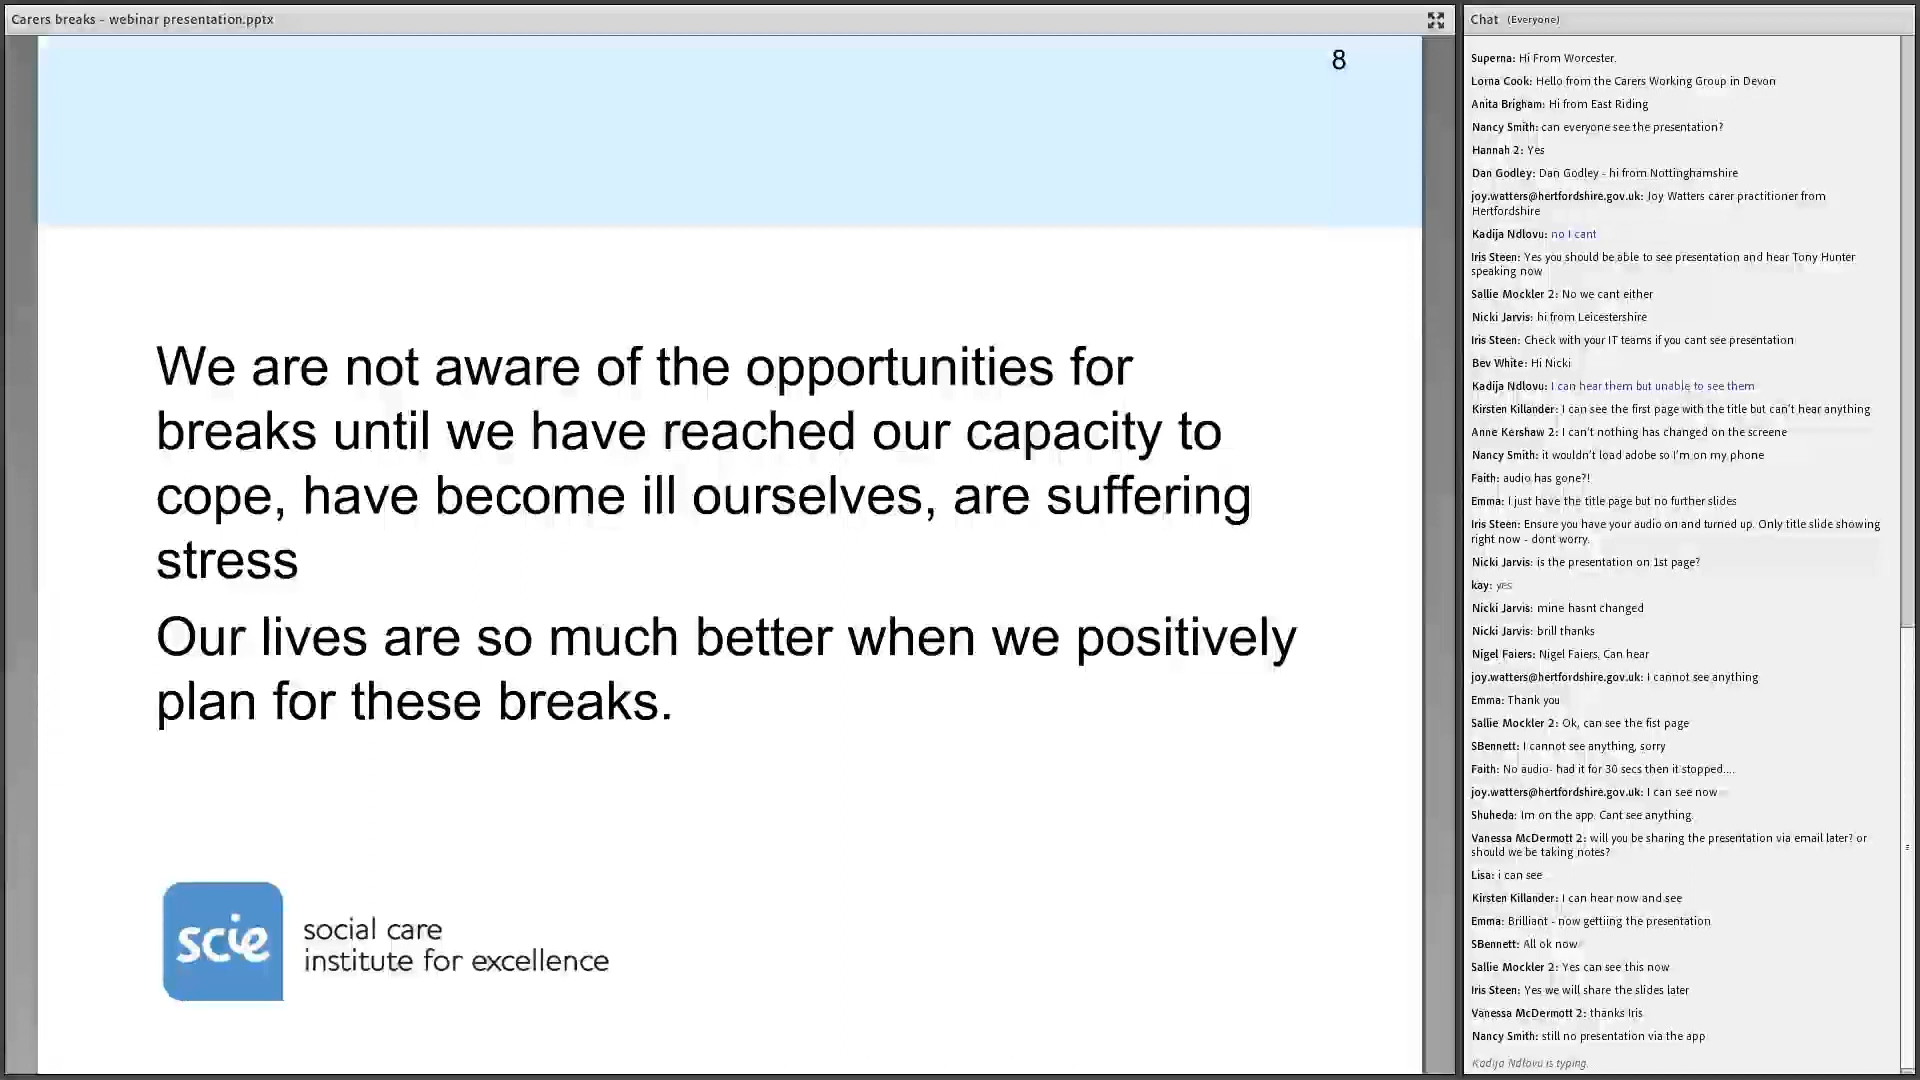 Carers breaks - webinar presentation.pptx
8
We are not aware of the opportunities for
breaks until we have reached our capacity to
cope, have become ill ourselves, are suffering
stress
Our lives are so much better when we positively
plan for these breaks.
scie
social care
institute for excellence
Chat (Everyone)
Superna: Hi From Worcester.
Lorna Cook: Hello from the Carers Working Group in Devon
Anita Brigham: Hi from East Riding
Nancy Smith: can everyone see the presentation?
Hannah 2: Yes
Dan Godley: Dan Godley - hi from Nottinghamshire
joy.watters@hertfordshire.gov.uk: Joy Watters carer practitioner from
Hertfordshire
Kadija Ndlovu: no I cant
Iris Steen: Yes you should be able to see presentation and hear Tony Hunter
speaking now
Sallie Mockler 2: No we cant either
Nicki Jarvis: hi from Leicestershire
Iris Steen: Check with your IT teams if you cant see presentation
Bev White: Hi Nicki
Kadija Ndlovu: I can hear them but unable to see them
Kirsten Killander: I can see the first page with the title but can't hear anything
Anne Kershaw 2: I can't nothing has changed on the screene
Nancy Smith: it wouldn't load adobe so I'm on my phone
Faith: audio has gone?!
Emma: I just have the title page but no further slides
Iris Steen: Ensure you have your audio on and turned up. Only title slide showing
right now - dont worry.
Nicki Jarvis: is the presentation on 1st page?
kay: yes
Nicki Jarvis: mine hasnt changed
Nicki Jarvis: brill thanks
Nigel Faiers: Nigel Faiers. Can hear
joy.watters@hertfordshire.gov.uk: I cannot see anything
Emma: Thank you
Sallie Mockler 2: Ok, can see the fist page
SBennett: I cannot see anything, sorry
Faith: No audio- had it for 30 secs then it stopped....
joy.watters@hertfordshire.gov.uk: I can see now
Shuheda: Im on the app. Cant see anything.
Vanessa McDermott 2: will you be sharing the presentation via email later? or
should we be taking notes?
Lisa: i can see
Kirsten Killander: I can hear now and see
Emma: Brilliant - now gettiing the presentation
SBennett: All ok now
Sallie Mockler 2: Yes can see this now
Iris Steen: Yes we will share the slides later
Vanessa McDermott 2: thanks Iris
Nancy Smith: still no presentation via the app
Kadija Ndlovu is typing.